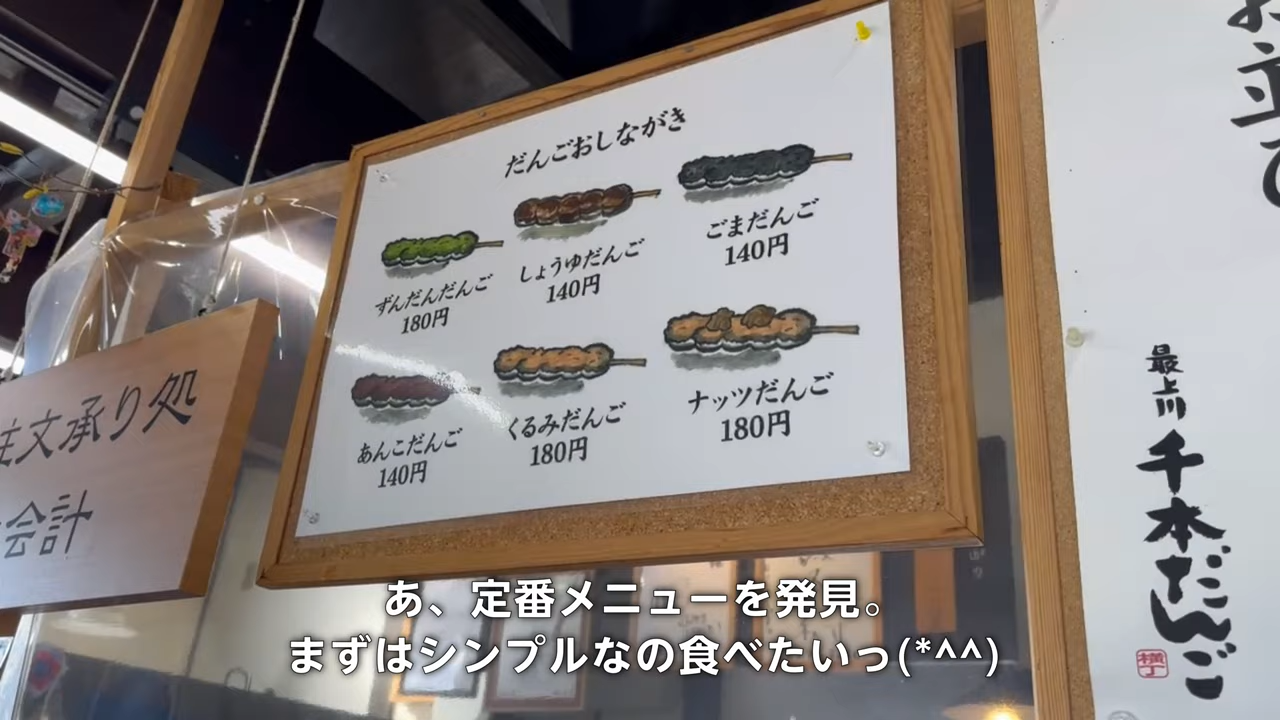 だんごおしながき
ずんだんだんご
180円
しょうゆだんご
140円
ごまだんご
140円
あんこだんご
140円
くるみだんご
180円
ナッツだんご
180円
注文承り処
会計
最上川
千本だんご
横丁
あ、定番メニューを発見。
まずはシンプルなの食べたいっ(*^^)